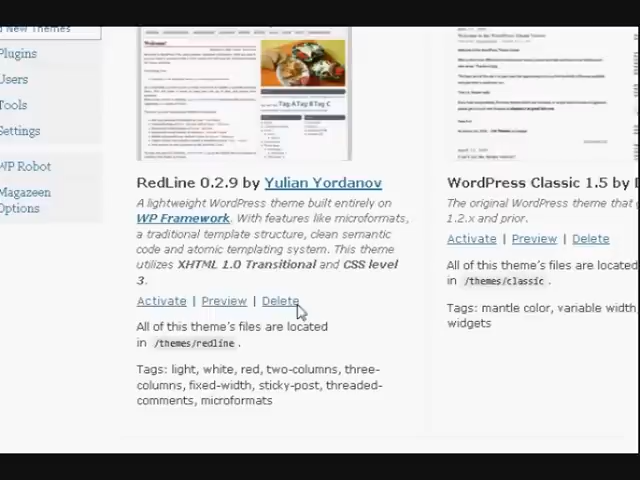 d New Themes
Plugins
Users
Tools
Settings
WP Robot
Magazeen
Options
Welcome!
Tag A Tag B Tag C
RedLine 0.2.9 by Yulian Yordanov
A lightweight WordPress theme built entirely on
WP Framework. With features like microformats,
a traditional template structure, clean semantic
code and atomic templating system. This theme
utilizes XHTML 1.0 Transitional and CSS level
3.
Activate | Preview | Delete
All of this theme's files are located
in /themes/redline .
Tags: light, white, red, two-columns, three-
columns, fixed-width, sticky-post, threaded-
comments, microformats
WordPress Classic 1.5 by D
The original WordPress theme that g
1.2.x and prior.
Activate | Preview | Delete
All of this theme's files are located
in /themes/classic .
Tags: mantle color, variable width,
widgets